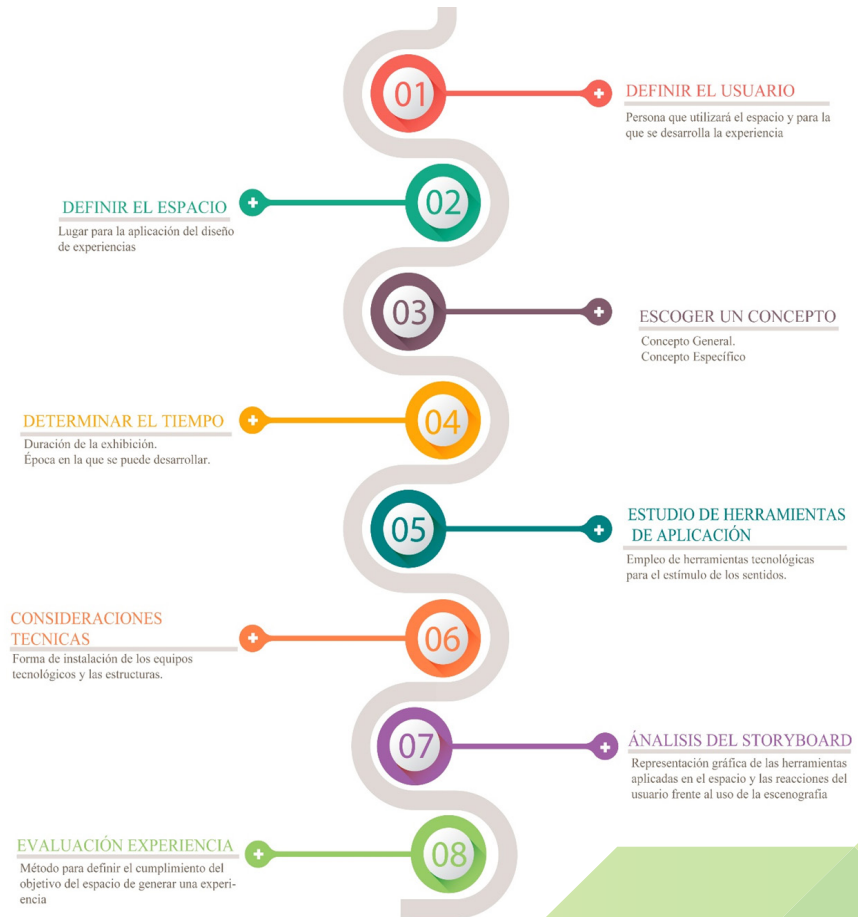 01
DEFINIR EL USUARIO
Persona que utilizará el espacio y para la
que se desarrolla la experiencia
02
DEFINIR EL ESPACIO
Lugar para la aplicación del diseño
de experiencias
03
ESCOGER UN CONCEPTO
Concepto General.
Concepto Específico
04
DETERMINAR EL TIEMPO
Duración de la exhibición.
Época en la que se puede desarrollar.
05
ESTUDIO DE HERRAMIENTAS
DE APLICACIÓN
Empleo de herramientas tecnológicas
para el estímulo de los sentidos.
06
CONSIDERACIONES
TECNICAS
Forma de instalación de los equipos
tecnológicos y las estructuras.
07
ÁNALISIS DEL STORYBOARD
Representación gráfica de las herramientas
aplicadas en el espacio y las reacciones del
usuario frente al uso de la escenografía
08
EVALUACIÓN EXPERIENCIA
Método para definir el cumplimiento del
objetivo del espacio de generar una experi-
encia